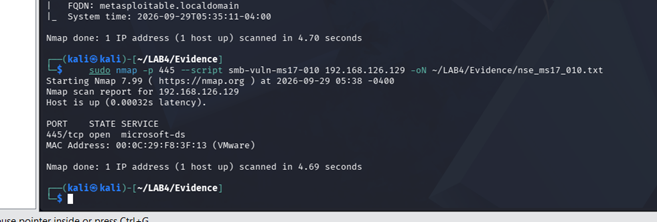 |   FQDN: metasploitable.localdomain
|_  System time: 2026-09-29T05:35:11-04:00
Nmap done: 1 IP address (1 host up) scanned in 4.70 seconds
┌──(kali㉿kali)-[~/LAB4/Evidence]
└─$ sudo nmap -p 445 --script smb-vuln-ms17-010 192.168.126.129 -oN ~/LAB4/Evidence/nse_ms17_010.txt
Starting Nmap 7.99 ( https://nmap.org ) at 2026-09-29 05:38 -0400
Nmap scan report for 192.168.126.129
Host is up (0.00032s latency).
PORT    STATE SERVICE
445/tcp open  microsoft-ds
MAC Address: 00:0C:29:F8:3F:13 (VMware)
Nmap done: 1 IP address (1 host up) scanned in 4.69 seconds
┌──(kali㉿kali)-[~/LAB4/Evidence]
└─$
pointer inside or press Ctrl+G